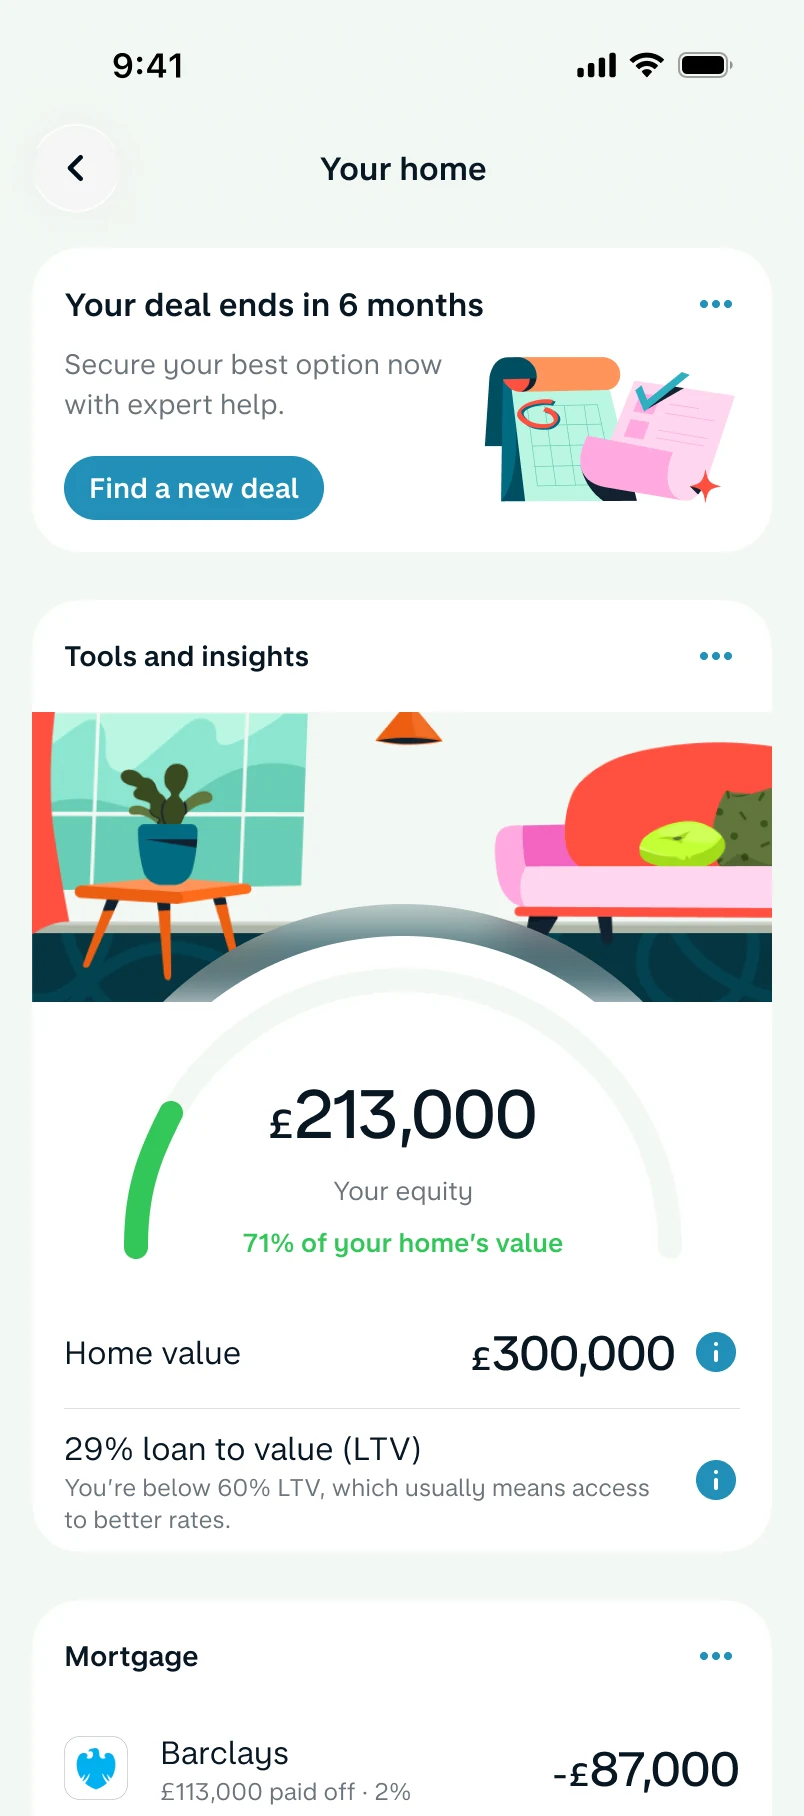 9:41
Your home
Your deal ends in 6 months
Secure your best option now
with expert help.
Find a new deal
Tools and insights
£213,000
Your equity
71% of your home's value
Home value
£300,000
29% loan to value (LTV)
You're below 60% LTV, which usually means access
to better rates.
Mortgage
Barclays
£113,000 paid off · 2%
-£87,000